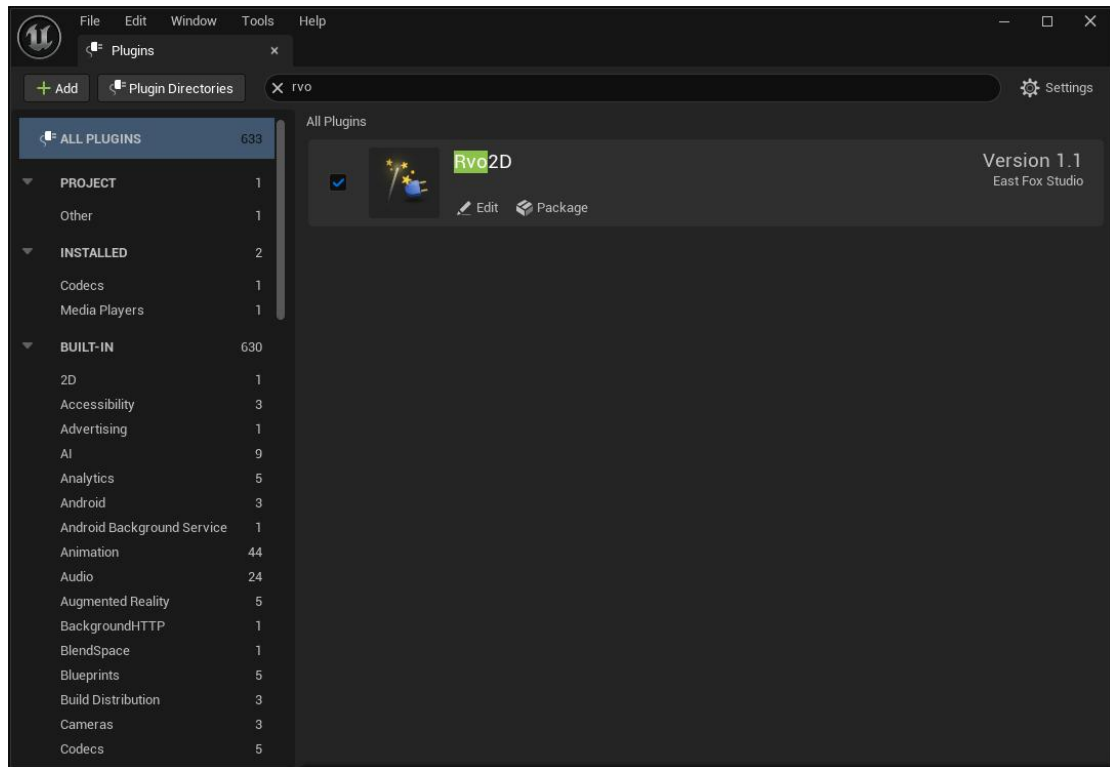 File Edit Window Tools Help
Plugins
Add Plugin Directories rvo Settings
ALL PLUGINS 633
PROJECT 1
Other 1
INSTALLED 2
Codecs 1
Media Players 1
BUILT-IN 630
2D 1
Accessibility 3
Advertising 1
AI 9
Analytics 5
Android 3
Android Background Service 1
Animation 44
Audio 24
Augmented Reality 5
BackgroundHTTP 1
BlendSpace 1
Blueprints 5
Build Distribution 3
Cameras 3
Codecs 5
All Plugins
Rvo2D
Version 1.1
East Fox Studio
Edit Package